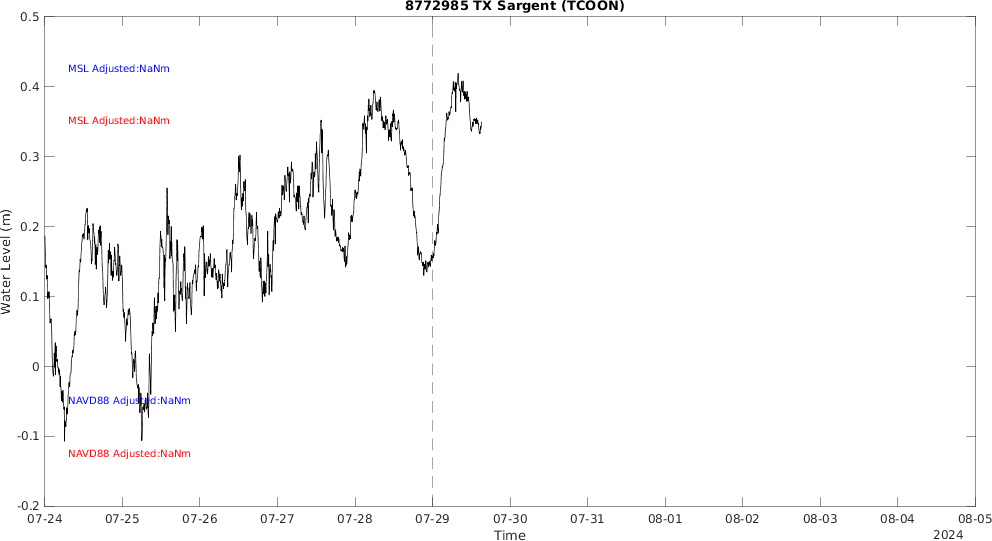 8772985 TX Sargent (TCOON)
0.5
MSL Adjusted:NaNm
0.4
MSL Adjusted:NaNm
0.3
0.2
Water Level (m)
0.1
0
NAVD88 Adjusted:NaNm
-0.1
NAVD88 Adjusted:NaNm
-0.2
07-24 07-25 07-26 07-27 07-28 07-29 07-30 07-31 08-01 08-02 08-03 08-04 08-05
Time
2024